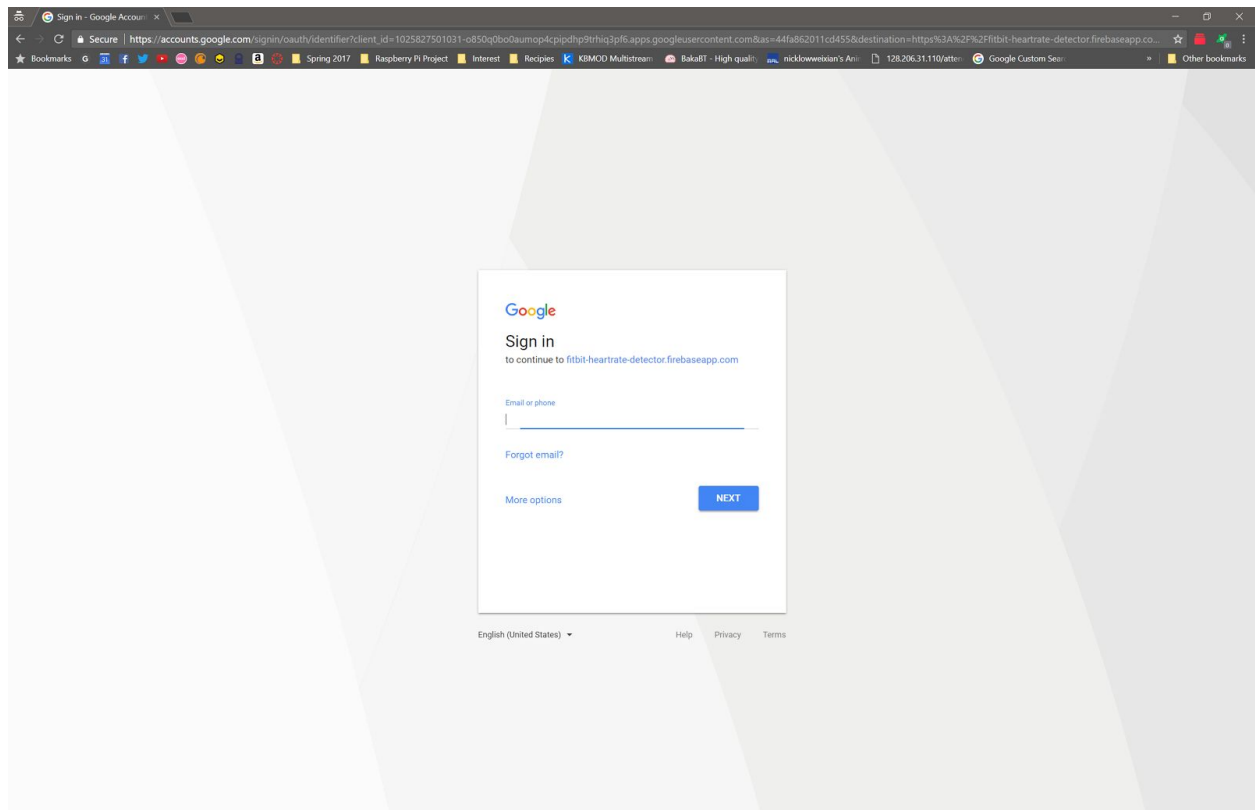 Sign in - Google Accoun
Secure | https://accounts.google.com/signin/oauth/identifier?client_id=1025827501031-o850q0bo0aumop4cpipdhp9trhiq3pf6.apps.googleusercontent.com&as=44fa862011cd455&destination=https%3A%2F%2Ffitbit-heartrate-detector.firebaseapp.co...
Bookmarks G 31 f a Spring 2017 Raspberry Pi Project Interest Recipies K KBMOD Multistream BakaBT - High quality nicklowweixian's Ani 128.206.31.110/atten Google Custom Sear » Other bookmarks
Google
Sign in
to continue to fitbit-heartrate-detector.firebaseapp.com
Email or phone
Forgot email?
More options NEXT
English (United States) Help Privacy Terms